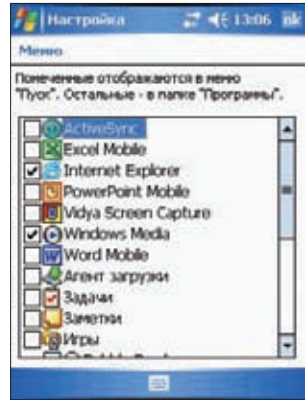 Настройка 13:06 ok
Меню
Помеченные отображаются в меню
"Пуск". Остальные - в папке "Программы".
ActiveSync
Excel Mobile
Internet Explorer
PowerPoint Mobile
Vidya Screen Capture
Windows Media
Word Mobile
Агент загрузки
Задачи
Заметки
Игры